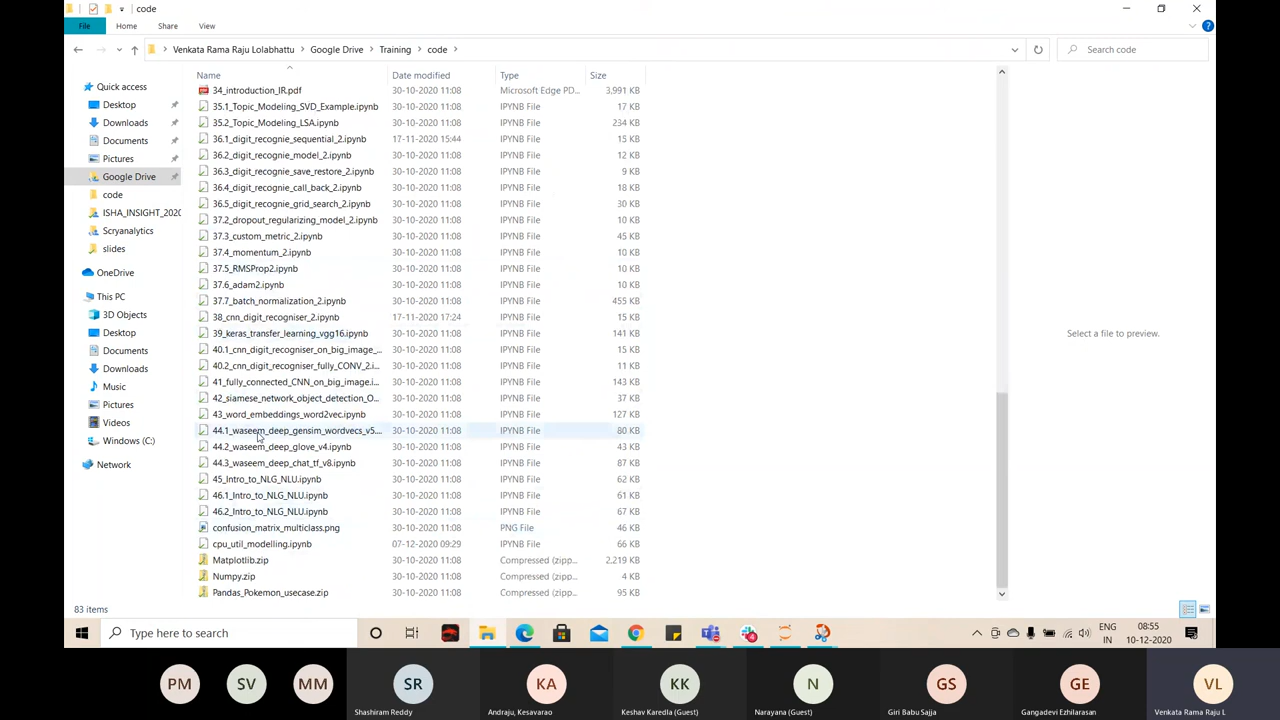 code
File Home Share View
Venkata Rama Raju Lolabhattu > Google Drive > Training > code >
Search code
Name Date modified Type Size
Quick access
Desktop
Downloads
Documents
Pictures
Google Drive
code
ISHA_INSIGHT_2020
Scryanalytics
slides
OneDrive
This PC
3D Objects
Desktop
Documents
Downloads
Music
Pictures
Videos
Windows (C:)
Network
34_introduction_IR.pdf 30-10-2020 11:08 Microsoft Edge PD... 3,991 KB
35.1_Topic_Modeling_SVD_Example.ipynb 30-10-2020 11:08 IPYNB File 17 KB
35.2_Topic_Modeling_LSA.ipynb 30-10-2020 11:08 IPYNB File 234 KB
36.1_digit_recognie_sequential_2.ipynb 17-11-2020 15:44 IPYNB File 15 KB
36.2_digit_recognie_model_2.ipynb 30-10-2020 11:08 IPYNB File 12 KB
36.3_digit_recognie_save_restore_2.ipynb 30-10-2020 11:08 IPYNB File 9 KB
36.4_digit_recognie_call_back_2.ipynb 30-10-2020 11:08 IPYNB File 18 KB
36.5_digit_recognie_grid_search_2.ipynb 30-10-2020 11:08 IPYNB File 30 KB
37.2_dropout_regularizing_model_2.ipynb 30-10-2020 11:08 IPYNB File 10 KB
37.3_custom_metric_2.ipynb 30-10-2020 11:08 IPYNB File 45 KB
37.4_momentum_2.ipynb 30-10-2020 11:08 IPYNB File 10 KB
37.5_RMSProp2.ipynb 30-10-2020 11:08 IPYNB File 10 KB
37.6_adam2.ipynb 30-10-2020 11:08 IPYNB File 10 KB
37.7_batch_normalization_2.ipynb 30-10-2020 11:08 IPYNB File 455 KB
38_cnn_digit_recogniser_2.ipynb 17-11-2020 17:24 IPYNB File 15 KB
39_keras_transfer_learning_vgg16.ipynb 30-10-2020 11:08 IPYNB File 141 KB
40.1_cnn_digit_recogniser_on_big_image_... 30-10-2020 11:08 IPYNB File 15 KB
40.2_cnn_digit_recogniser_fully_CONV_2.i... 30-10-2020 11:08 IPYNB File 11 KB
41_fully_connected_CNN_on_big_image.i... 30-10-2020 11:08 IPYNB File 143 KB
42_siamese_network_object_detection_O... 30-10-2020 11:08 IPYNB File 37 KB
43_word_embeddings_word2vec.ipynb 30-10-2020 11:08 IPYNB File 127 KB
44.1_waseem_deep_gensim_wordvecs_v5.... 30-10-2020 11:08 IPYNB File 80 KB
44.2_waseem_deep_glove_v4.ipynb 30-10-2020 11:08 IPYNB File 43 KB
44.3_waseem_deep_chat_tf_v8.ipynb 30-10-2020 11:08 IPYNB File 87 KB
45_Intro_to_NLG_NLU.ipynb 30-10-2020 11:08 IPYNB File 62 KB
46.1_Intro_to_NLG_NLU.ipynb 30-10-2020 11:08 IPYNB File 61 KB
46.2_Intro_to_NLG_NLU.ipynb 30-10-2020 11:08 IPYNB File 67 KB
confusion_matrix_multiclass.png 30-10-2020 11:08 PNG File 46 KB
cpu_util_modelling.ipynb 07-12-2020 09:29 IPYNB File 66 KB
Matplotlib.zip 30-10-2020 11:08 Compressed (zipp... 2,219 KB
Numpy.zip 30-10-2020 11:08 Compressed (zipp... 4 KB
Pandas_Pokemon_usecase.zip 30-10-2020 11:08 Compressed (zipp... 95 KB
Select a file to preview.
83 items
Type here to search
4
ENG
IN
08:55
10-12-2020
PM SV MM SR KA KK N GS GE VL
Shashiram Reddy Andraju, Kesavarao Keshav Karedla (Guest) Narayana (Guest) Giri Babu Sajja Gangadevi Ezhilarasan Venkata Rama Raju L